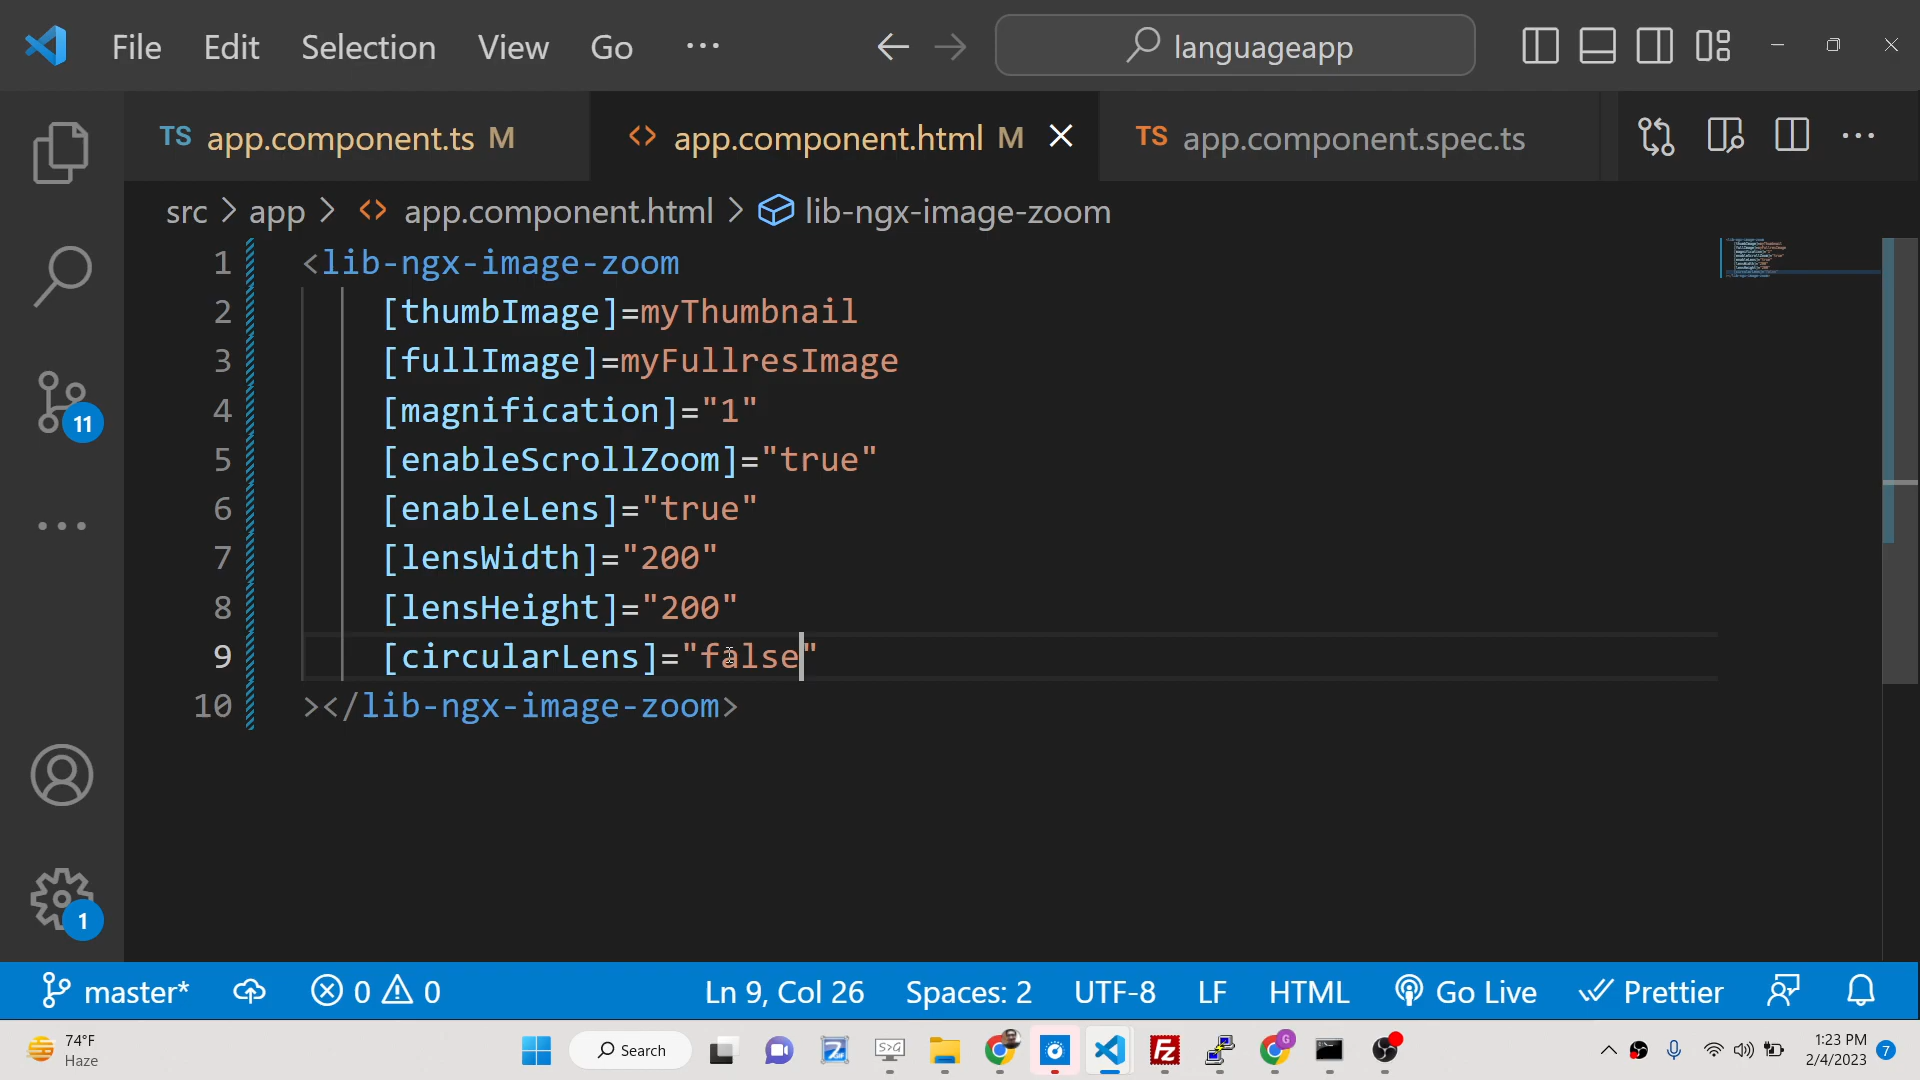 File Edit Selection View Go ··· languageapp
TS app.component.ts M <> app.component.html M TS app.component.spec.ts
src > app > <> app.component.html > lib-ngx-image-zoom
1 <lib-ngx-image-zoom
2 [thumbImage]=myThumbnail
3 [fullImage]=myFullresImage
4 [magnification]="1"
5 [enableScrollZoom]="true"
6 [enableLens]="true"
7 [lensWidth]="200"
8 [lensHeight]="200"
9 [circularLens]="false"
10 ></lib-ngx-image-zoom>
11
1
master* 0 0 Ln 9, Col 26 Spaces: 2 UTF-8 LF HTML Go Live Prettier
74°F
Haze
Search
S>G
G
Fz
1:23 PM
2/4/2023
7